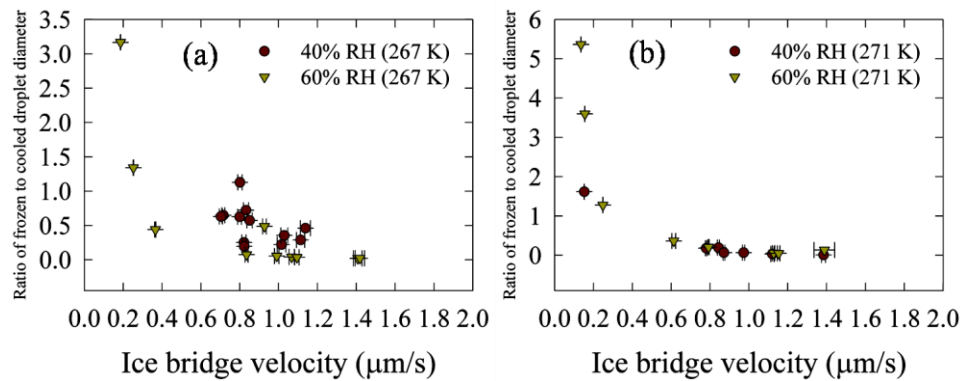 Ratio of frozen to cooled droplet diameter
3.5
3.0
2.5
2.0
1.5
1.0
0.5
0.0
(a)
40% RH (267 K)
60% RH (267 K)
0.0 0.2 0.4 0.6 0.8 1.0 1.2 1.4 1.6 1.8 2.0
Ice bridge velocity (μm/s)
Ratio of frozen to cooled droplet diameter
6
5
4
3
2
1
0
(b)
40% RH (271 K)
60% RH (271 K)
0.0 0.2 0.4 0.6 0.8 1.0 1.2 1.4 1.6 1.8 2.0
Ice bridge velocity (μm/s)